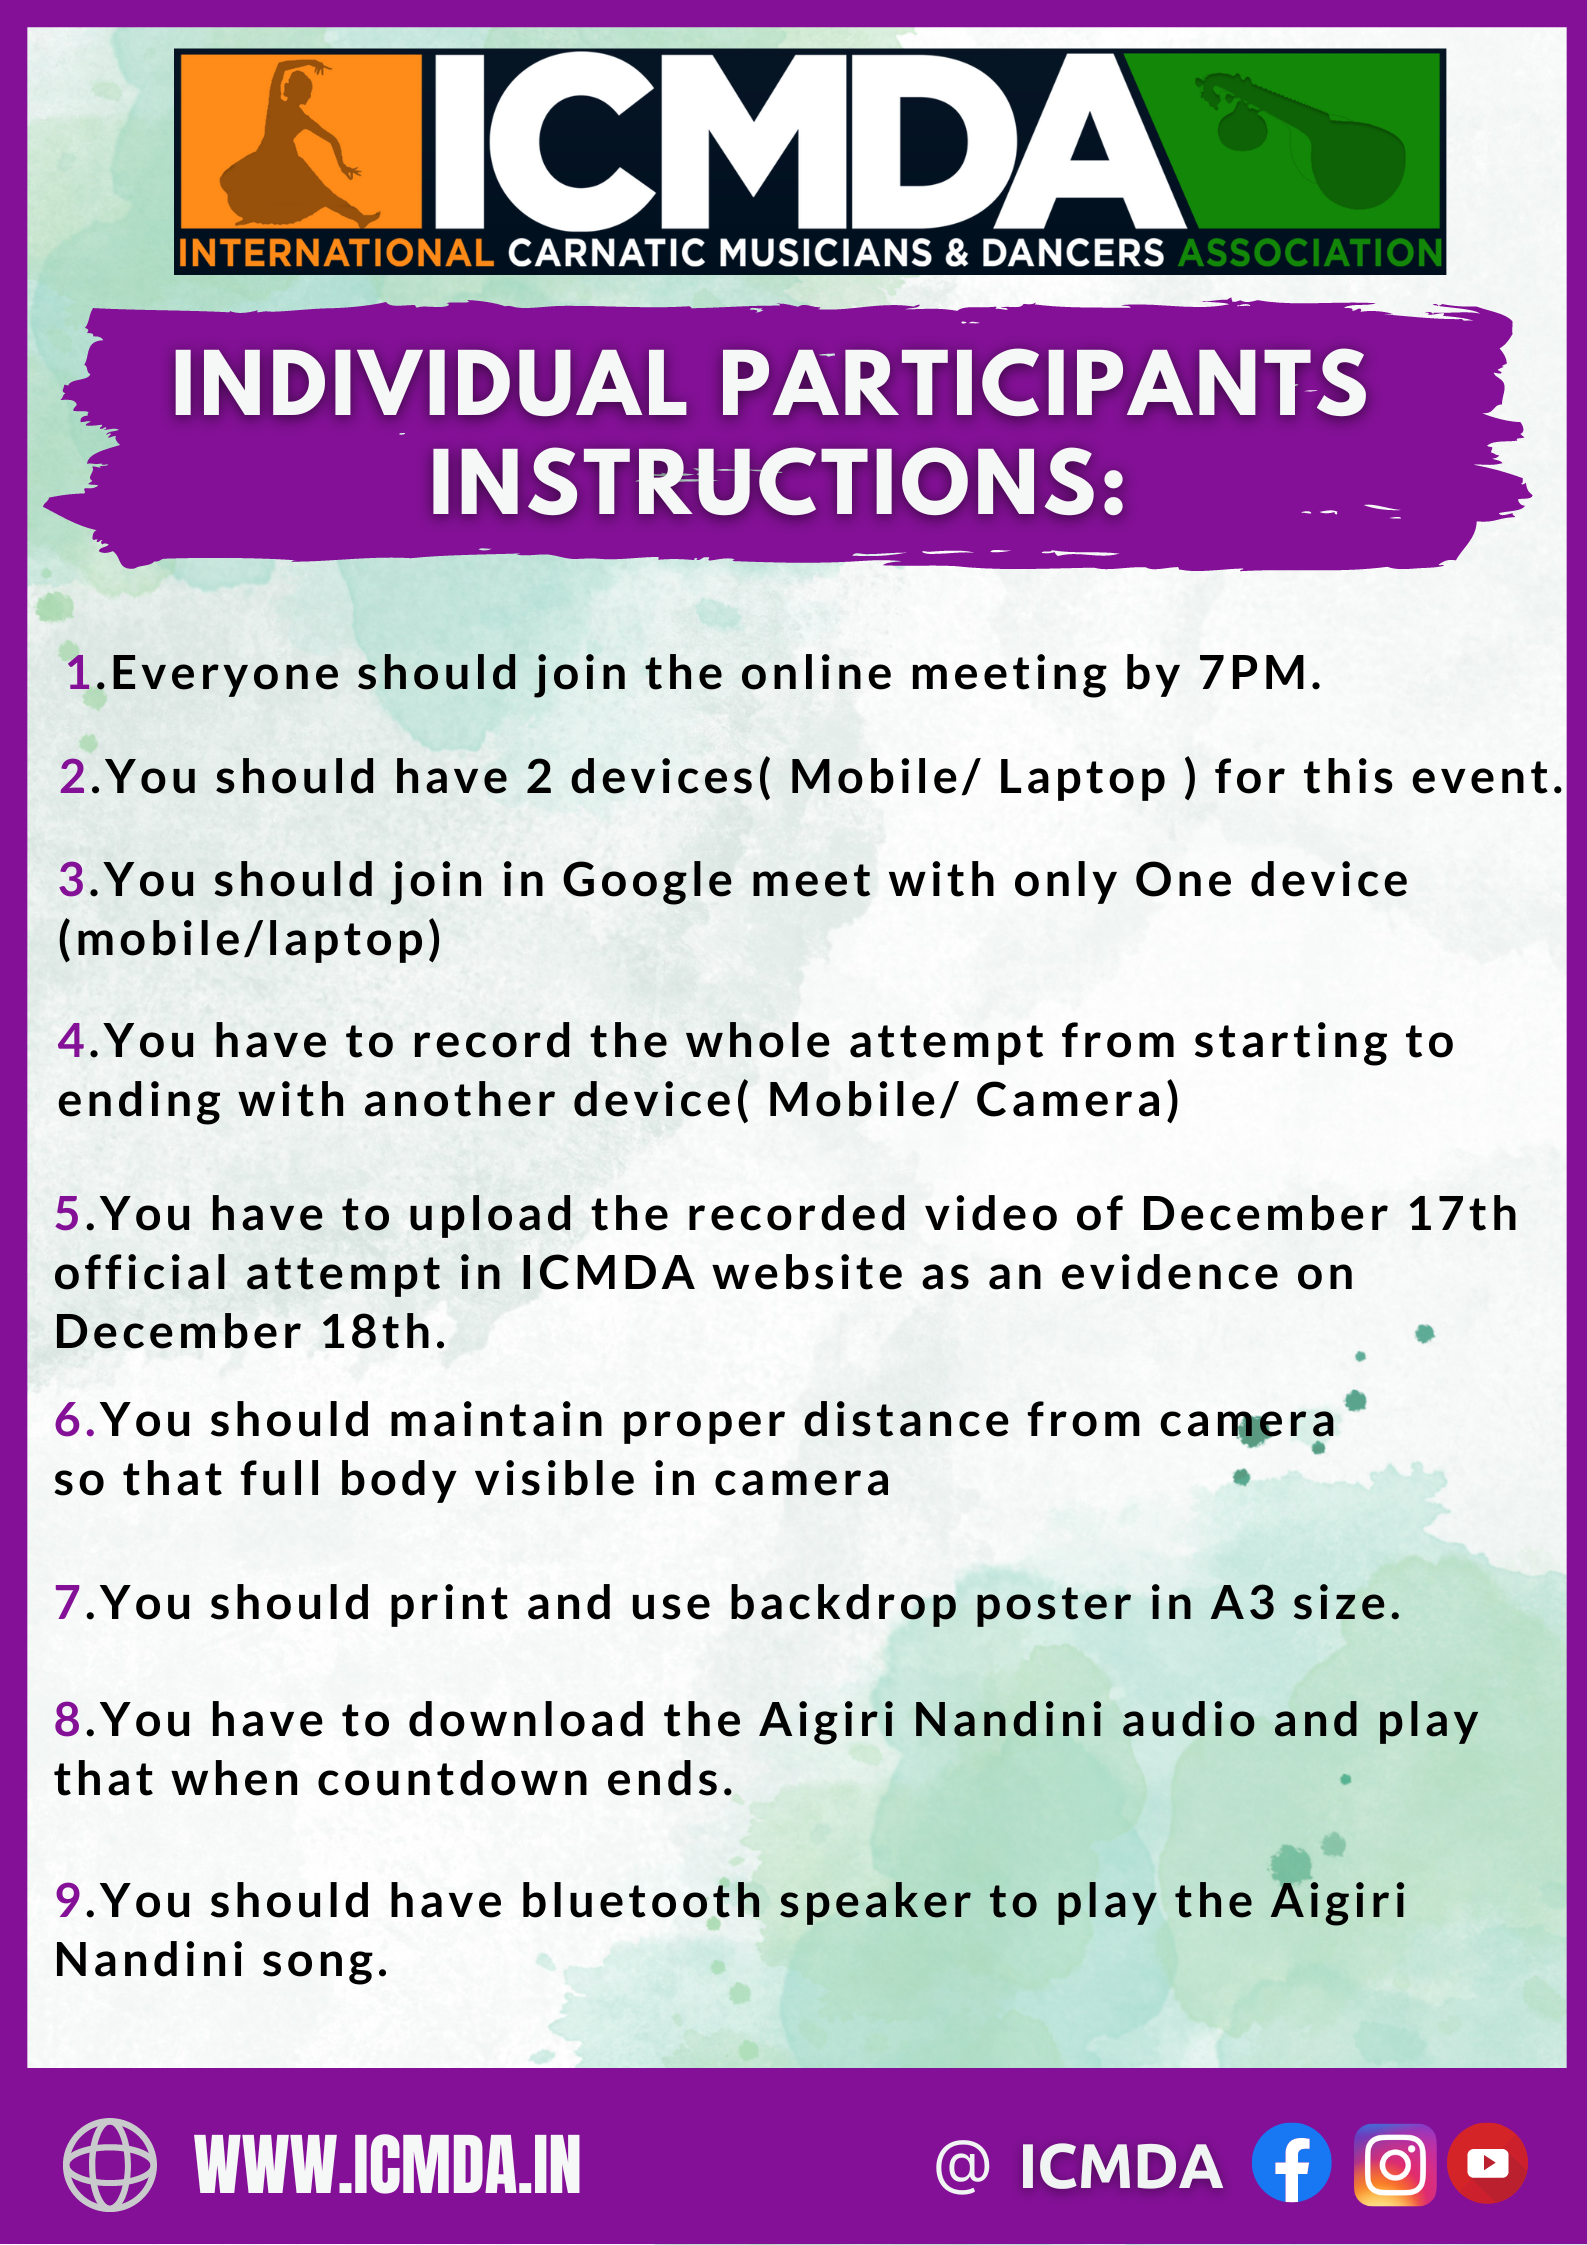 ICMDA
INTERNATIONAL CARNATIC MUSICIANS & DANCERS ASSOCIATION
INDIVIDUAL PARTICIPANTS
INSTRUCTIONS:
1.Everyone should join the online meeting by 7PM.
2.You should have 2 devices( Mobile/ Laptop ) for this event.
3.You should join in Google meet with only One device
(mobile/laptop)
4.You have to record the whole attempt from starting to
ending with another device( Mobile/ Camera)
5.You have to upload the recorded video of December 17th
official attempt in ICMDA website as an evidence on
December 18th.
6.You should maintain proper distance from camera
so that full body visible in camera
7.You should print and use backdrop poster in A3 size.
8.You have to download the Aigiri Nandini audio and play
that when countdown ends.
9.You should have bluetooth speaker to play the Aigiri
Nandini song.
WWW.ICMDA.IN
@ ICMDA